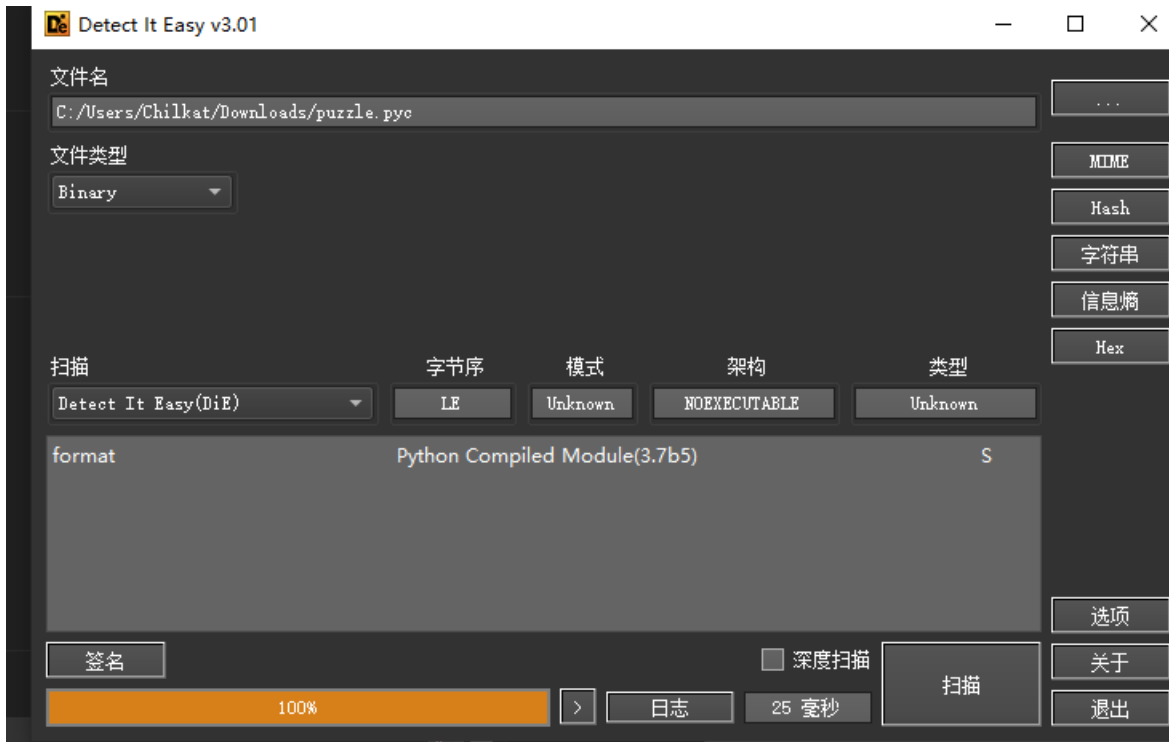 Detect It Easy v3.01
文件名
C:/Users/Chilkat/Downloads/puzzle.pyc
...
文件类型
MIME
Binary
Hash
字符串
信息熵
Hex
扫描 字节序 模式 架构 类型
Detect It Easy(DiE) LE Unknown NOEXECUTABLE Unknown
format Python Compiled Module(3.7b5) S
选项
签名 深度扫描 扫描 关于
100% > 日志 25 毫秒 退出